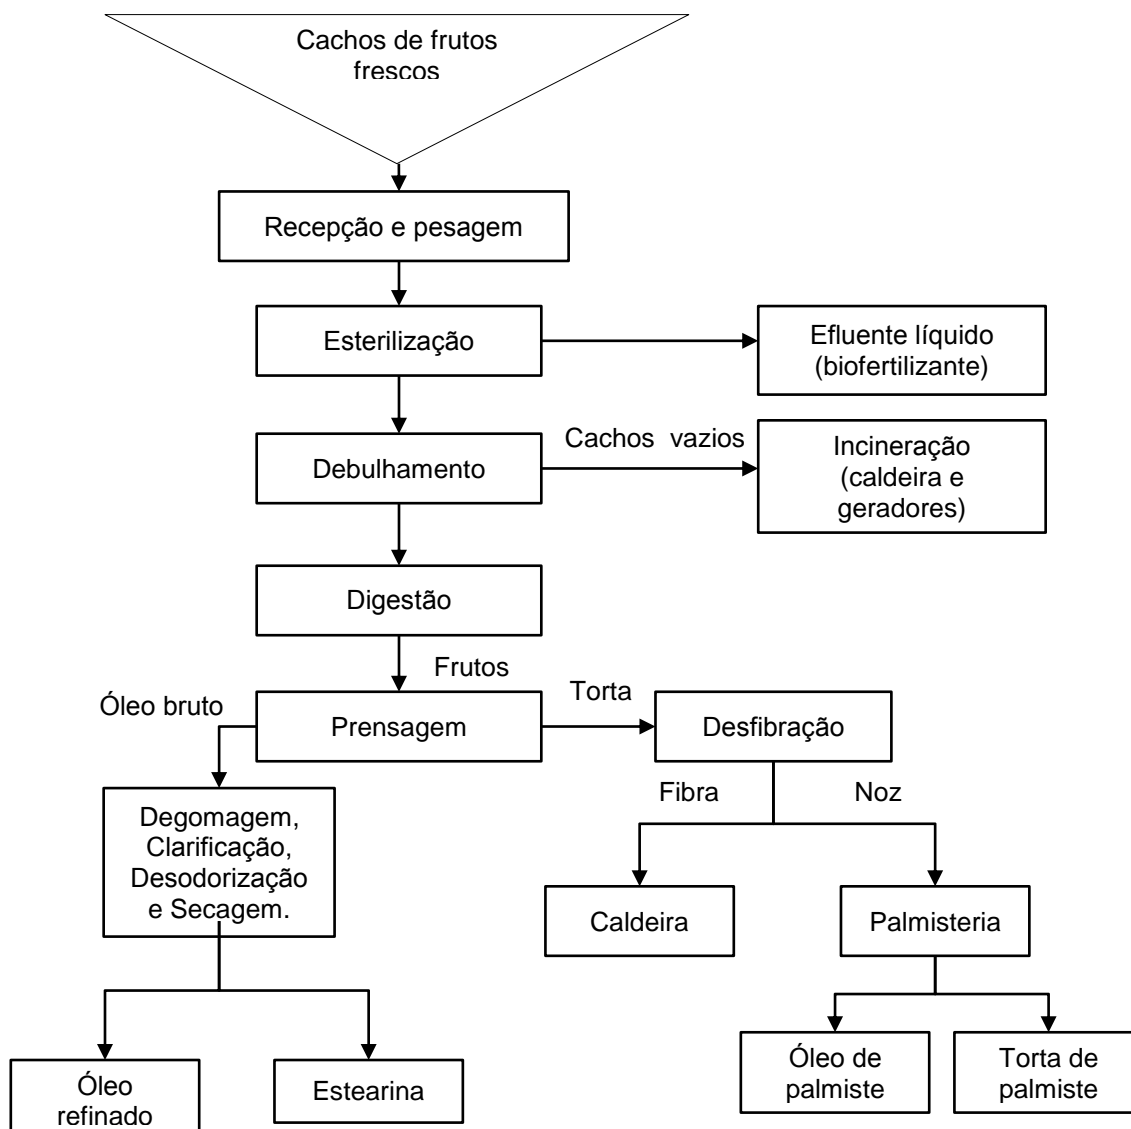 Cachos de frutos
frescos
Recepção e pesagem
Esterilização
Efluente líquido
(biofertilizante)
Debulhamento
Cachos vazios
Incineração
(caldeira e
geradores)
Digestão
Frutos
Óleo bruto
Prensagem
Torta
Desfibração
Degomagem,
Clarificação,
Desodorização
e Secagem.
Fibra
Noz
Caldeira
Palmisteria
Óleo
refinado
Estearina
Óleo de
palmiste
Torta de
palmiste